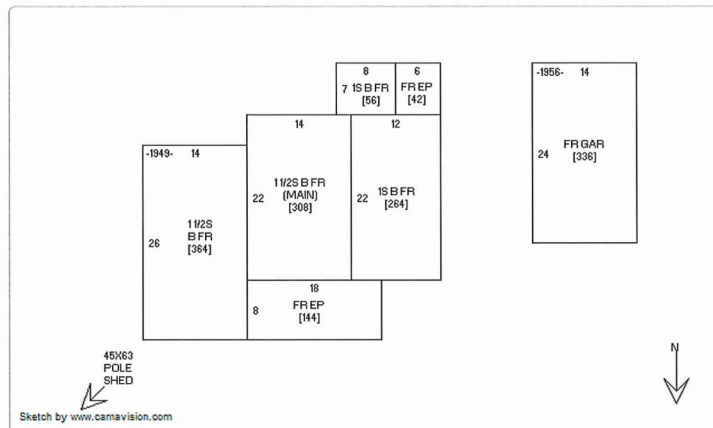 8
7 1S B FR
[56]
6
FR EP
[42]
-1956- 14
24
FR GAR
[336]
-1949- 14
26
1 1/2S
B FR
[364]
14
22
1 1/2S B FR
(MAIN)
[308]
12
22
1S B FR
[264]
18
8
FR EP
[144]
45X63
POLE
SHED
N
Sketch by www.camavision.com